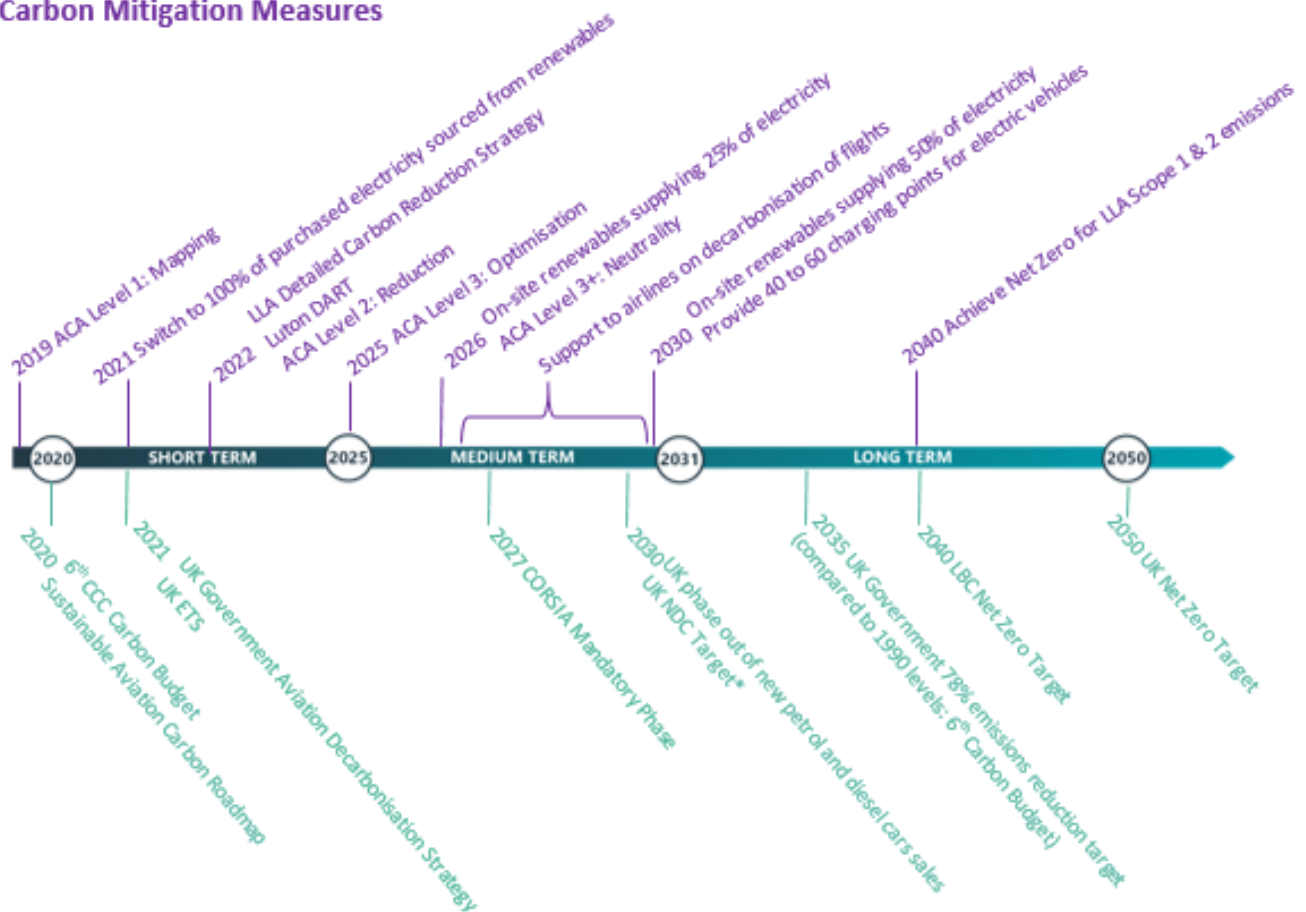 Carbon Mitigation Measures
2019 ACA Level 1: Mapping
2021 Switch to 100% of purchased electricity sourced from renewables
LLA Detailed Carbon Reduction Strategy
2022 Luton DART
ACA Level 2: Reduction
2025 ACA Level 3: Optimisation
2026 On-site renewables supplying 25% of electricity
ACA Level 3+: Neutrality
Support to airlines on decarbonisation of flights
2030 On-site renewables supplying 50% of electricity
Provide 40 to 60 charging points for electric vehicles
2040 Achieve Net Zero for LLA Scope 1 & 2 emissions
2020
SHORT TERM
2025
MEDIUM TERM
2031
LONG TERM
2050
2020 6th CCC Carbon Budget
Sustainable Aviation Carbon Roadmap
2021 UK Government Aviation Decarbonisation Strategy
UK ETS
2027 CORSIA Mandatory Phase
2030 UK phase out of new petrol and diesel cars sales
UK NDC Target*
2035 UK Government 78% emissions reduction target
(compared to 1990 levels: 6th Carbon Budget)
2040 LBC Net Zero Target
2050 UK Net Zero Target